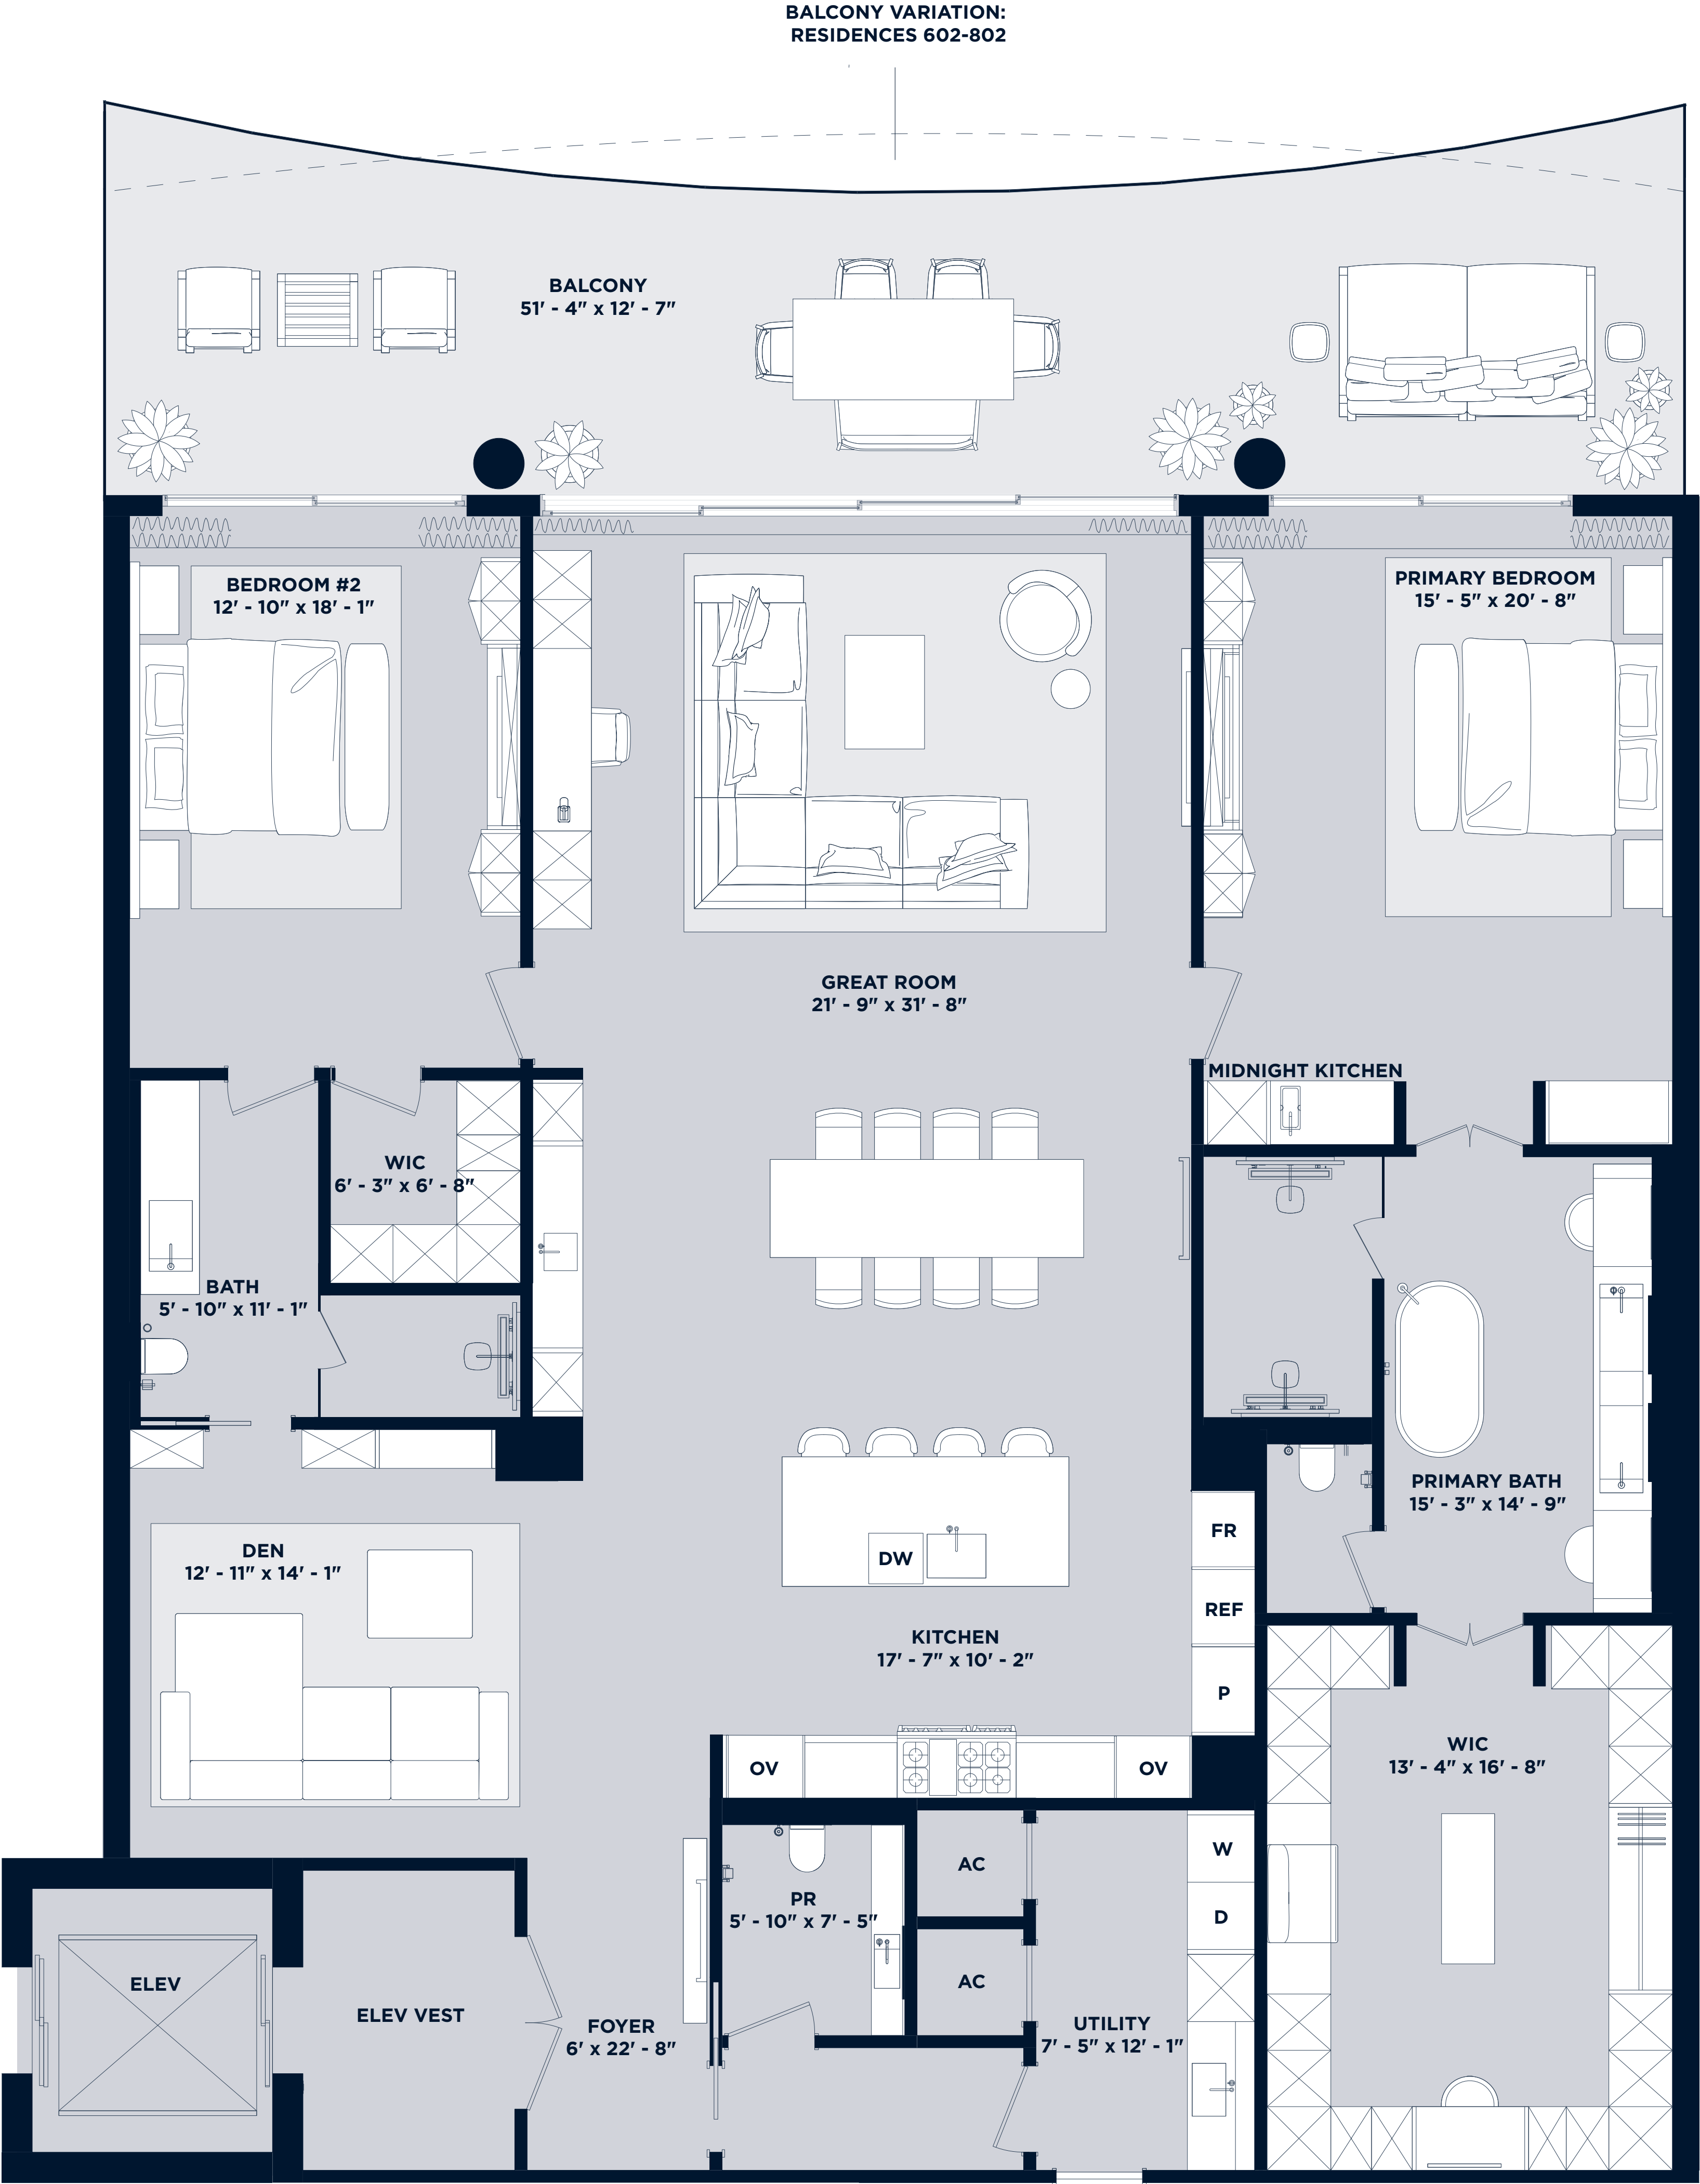 BALCONY VARIATION:
RESIDENCES 602-802
BALCONY
51' - 4" x 12' - 7"
BEDROOM #2
12' - 10" x 18' - 1"
PRIMARY BEDROOM
15' - 5" x 20' - 8"
GREAT ROOM
21' - 9" x 31' - 8"
MIDNIGHT KITCHEN
WIC
6' - 3" x 6' - 8"
BATH
5' - 10" x 11' - 1"
PRIMARY BATH
15' - 3" x 14' - 9"
FR
DW
DEN
12' - 11" x 14' - 1"
REF
KITCHEN
17' - 7" x 10' - 2"
P
WIC
13' - 4" x 16' - 8"
OV
OV
W
AC
PR
5' - 10" x 7' - 5"
D
AC
ELEV
ELEV VEST
FOYER
6' x 22' - 8"
UTILITY
7' - 5" x 12' - 1"